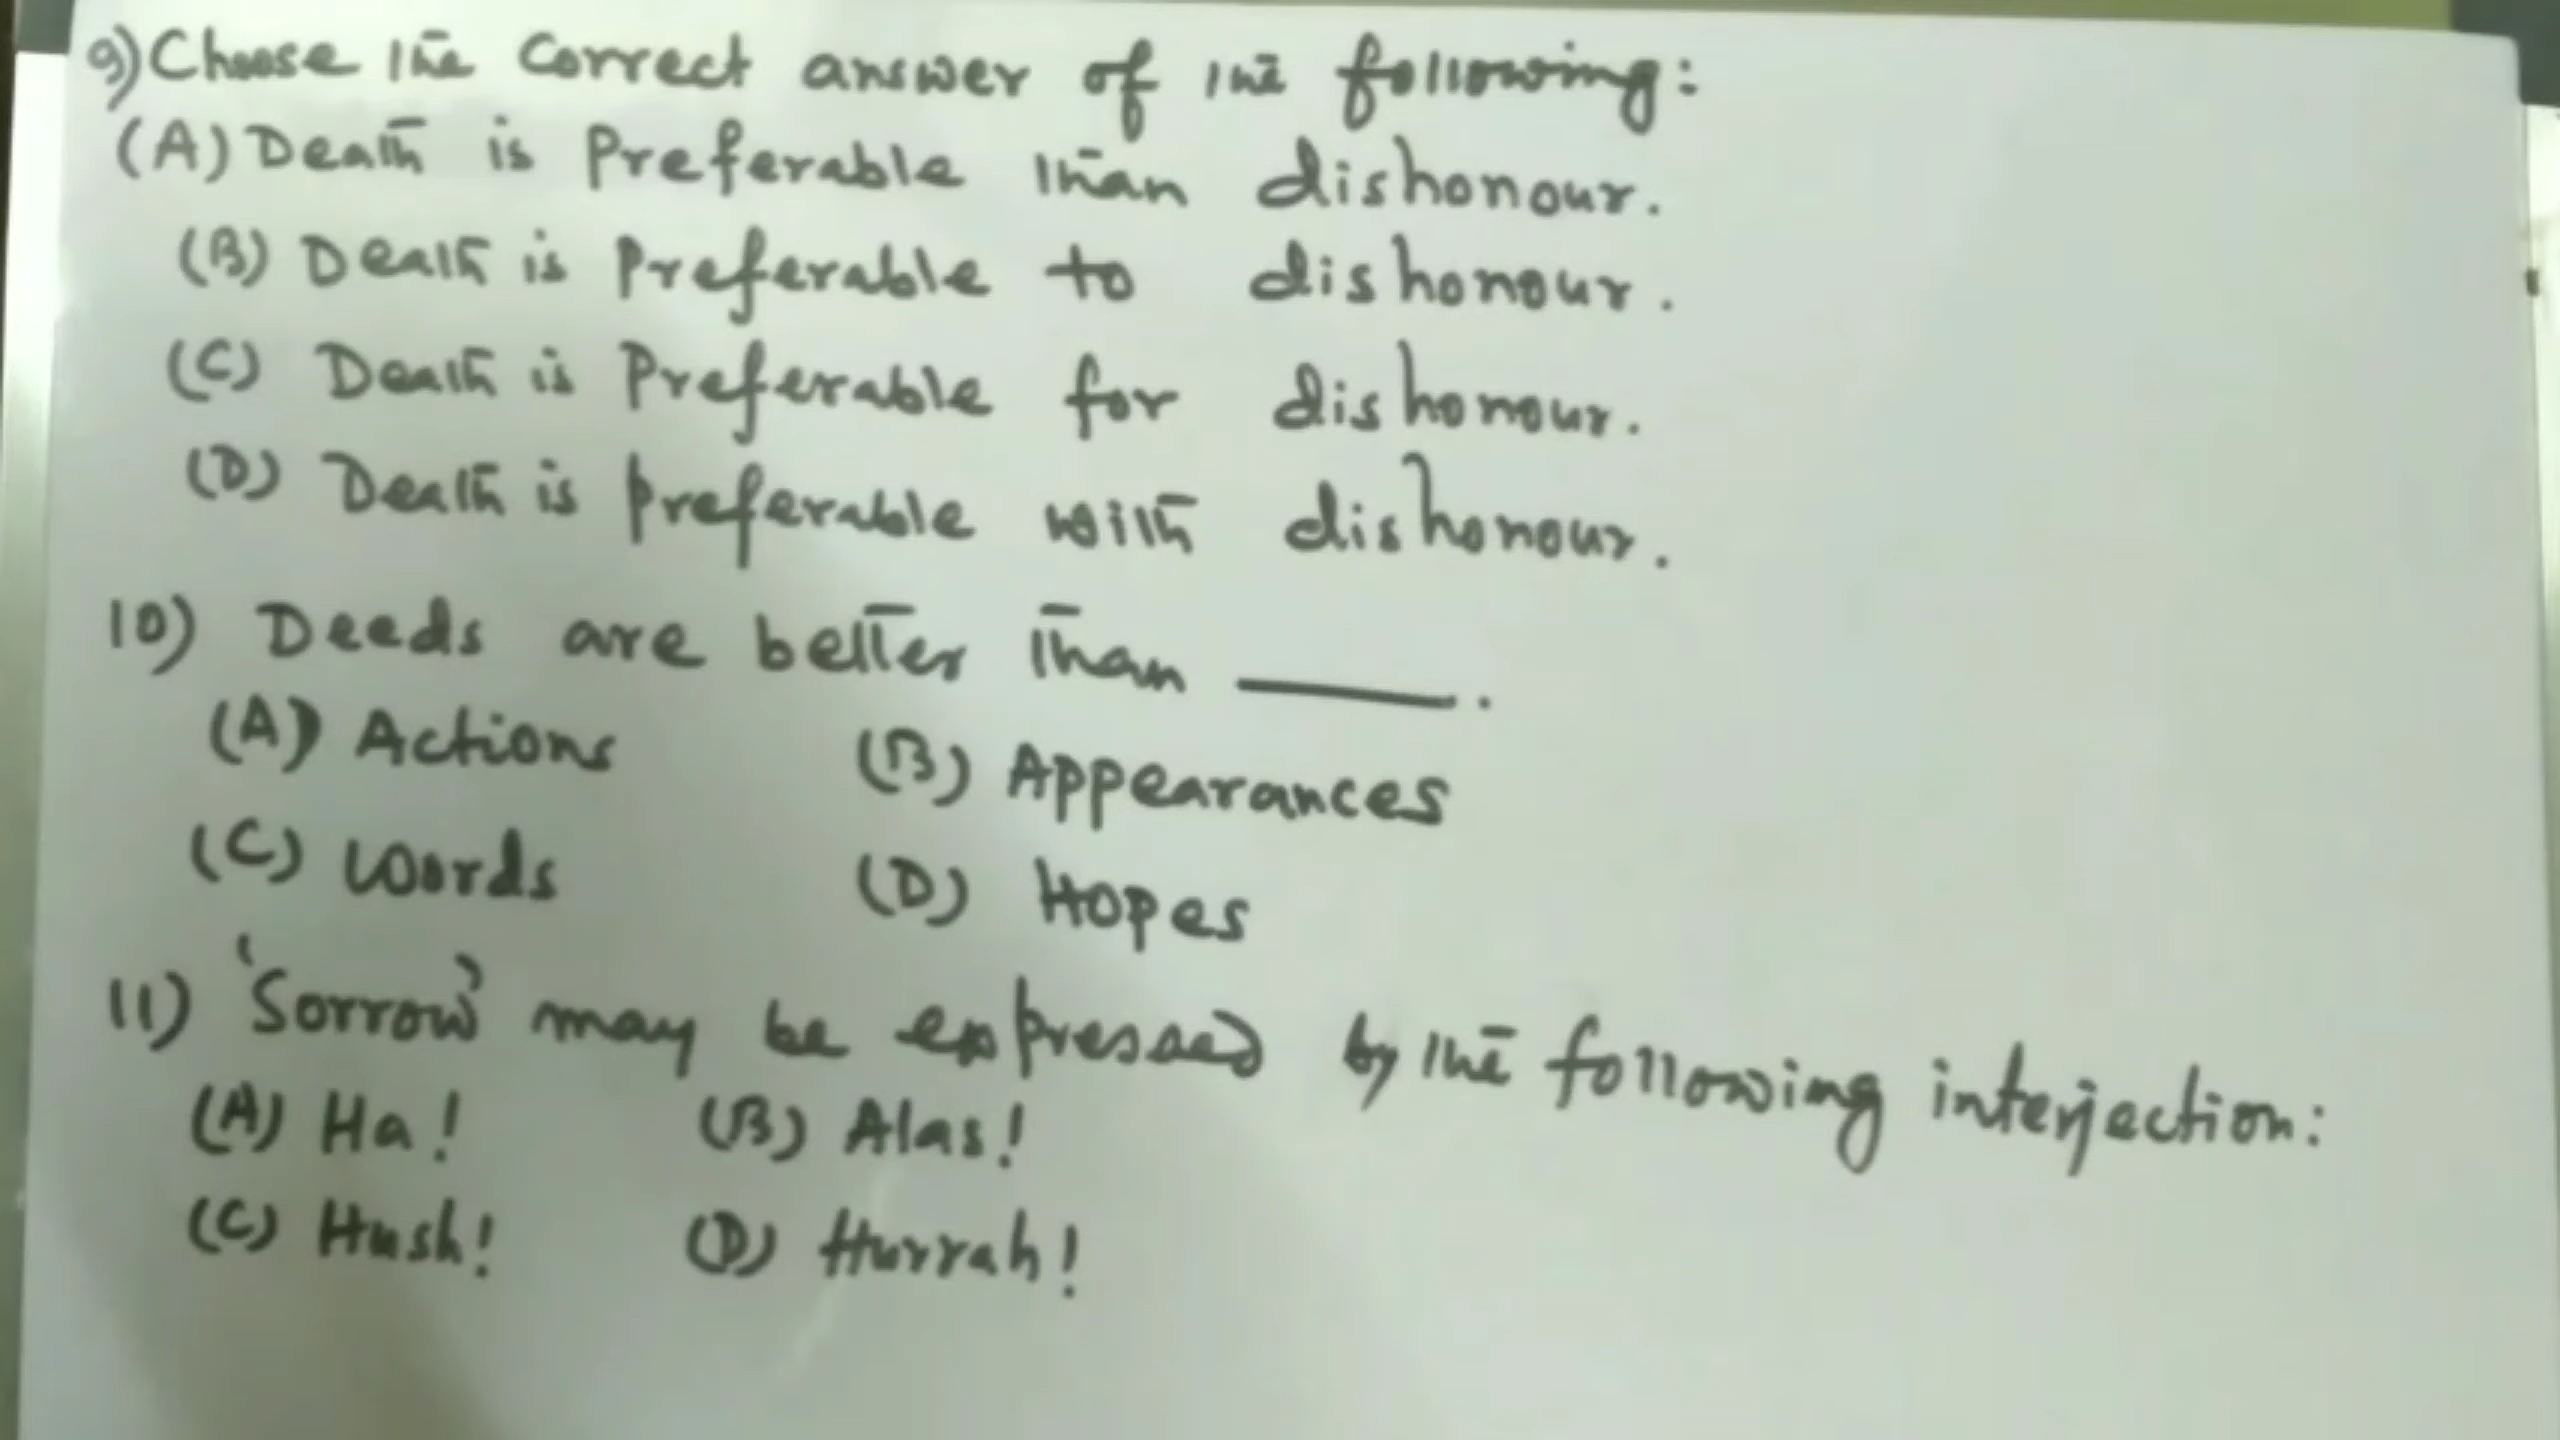 9) Choose the correct answer of the following:
(A) Death is Preferable than dishonour.
(B) Death is Preferable to dishonour.
(C) Death is Preferable for dishonour.
(D) Death is preferable with dishonour.
10) Deeds are better than ____.
(A) Actions (B) Appearances
(C) Words (D) Hopes
11) 'Sorrow' may be expressed by the following interjection:
(A) Ha! (B) Alas!
(C) Hush! (D) Hurrah!